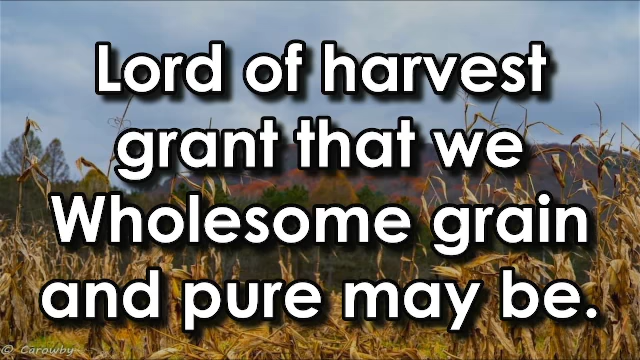 Lord of harvest
grant that we
Wholesome grain
and pure may be.
© Carowby